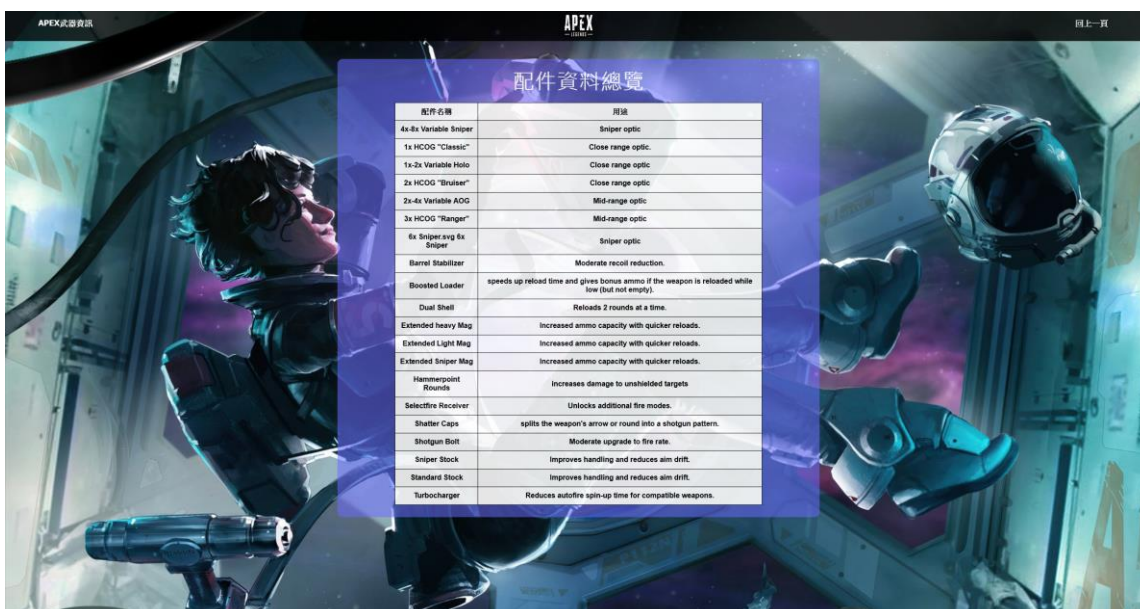 APEX武器資訊
APEX
LEGENDS
回上一頁
配件資料總覽
配件名稱 用途
4x-8x Variable Sniper Sniper optic
1x HCOG "Classic" Close range optic.
1x-2x Variable Holo Close range optic
2x HCOG "Bruiser" Close range optic
2x-4x Variable AOG Mid-range optic
3x HCOG "Ranger" Mid-range optic
6x Sniper.svg 6x
Sniper
Sniper optic
Barrel Stabilizer Moderate recoil reduction.
Boosted Loader
speeds up reload time and gives bonus ammo if the weapon is reloaded while
low (but not empty).
Dual Shell Reloads 2 rounds at a time.
Extended heavy Mag Increased ammo capacity with quicker reloads.
Extended Light Mag Increased ammo capacity with quicker reloads.
Extended Sniper Mag Increased ammo capacity with quicker reloads.
Hammerpoint
Rounds
increases damage to unshielded targets
Selectfire Receiver Unlocks additional fire modes.
Shatter Caps splits the weapon's arrow or round into a shotgun pattern.
Shotgun Bolt Moderate upgrade to fire rate.
Sniper Stock Improves handling and reduces aim drift.
Standard Stock Improves handling and reduces aim drift.
Turbocharger Reduces autofire spin-up time for compatible weapons.